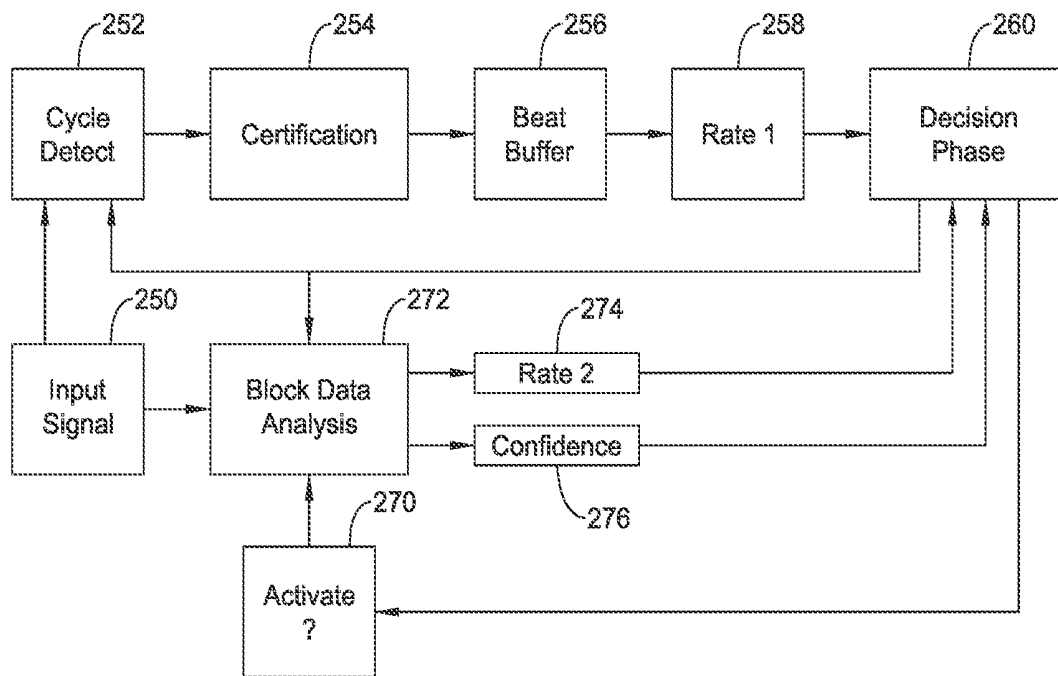 252
254
256
258
260
Cycle
Detect
Certification
Beat
Buffer
Rate 1
Decision
Phase
250
272
274
Input
Signal
Block Data
Analysis
Rate 2
Confidence
270
276
Activate
?